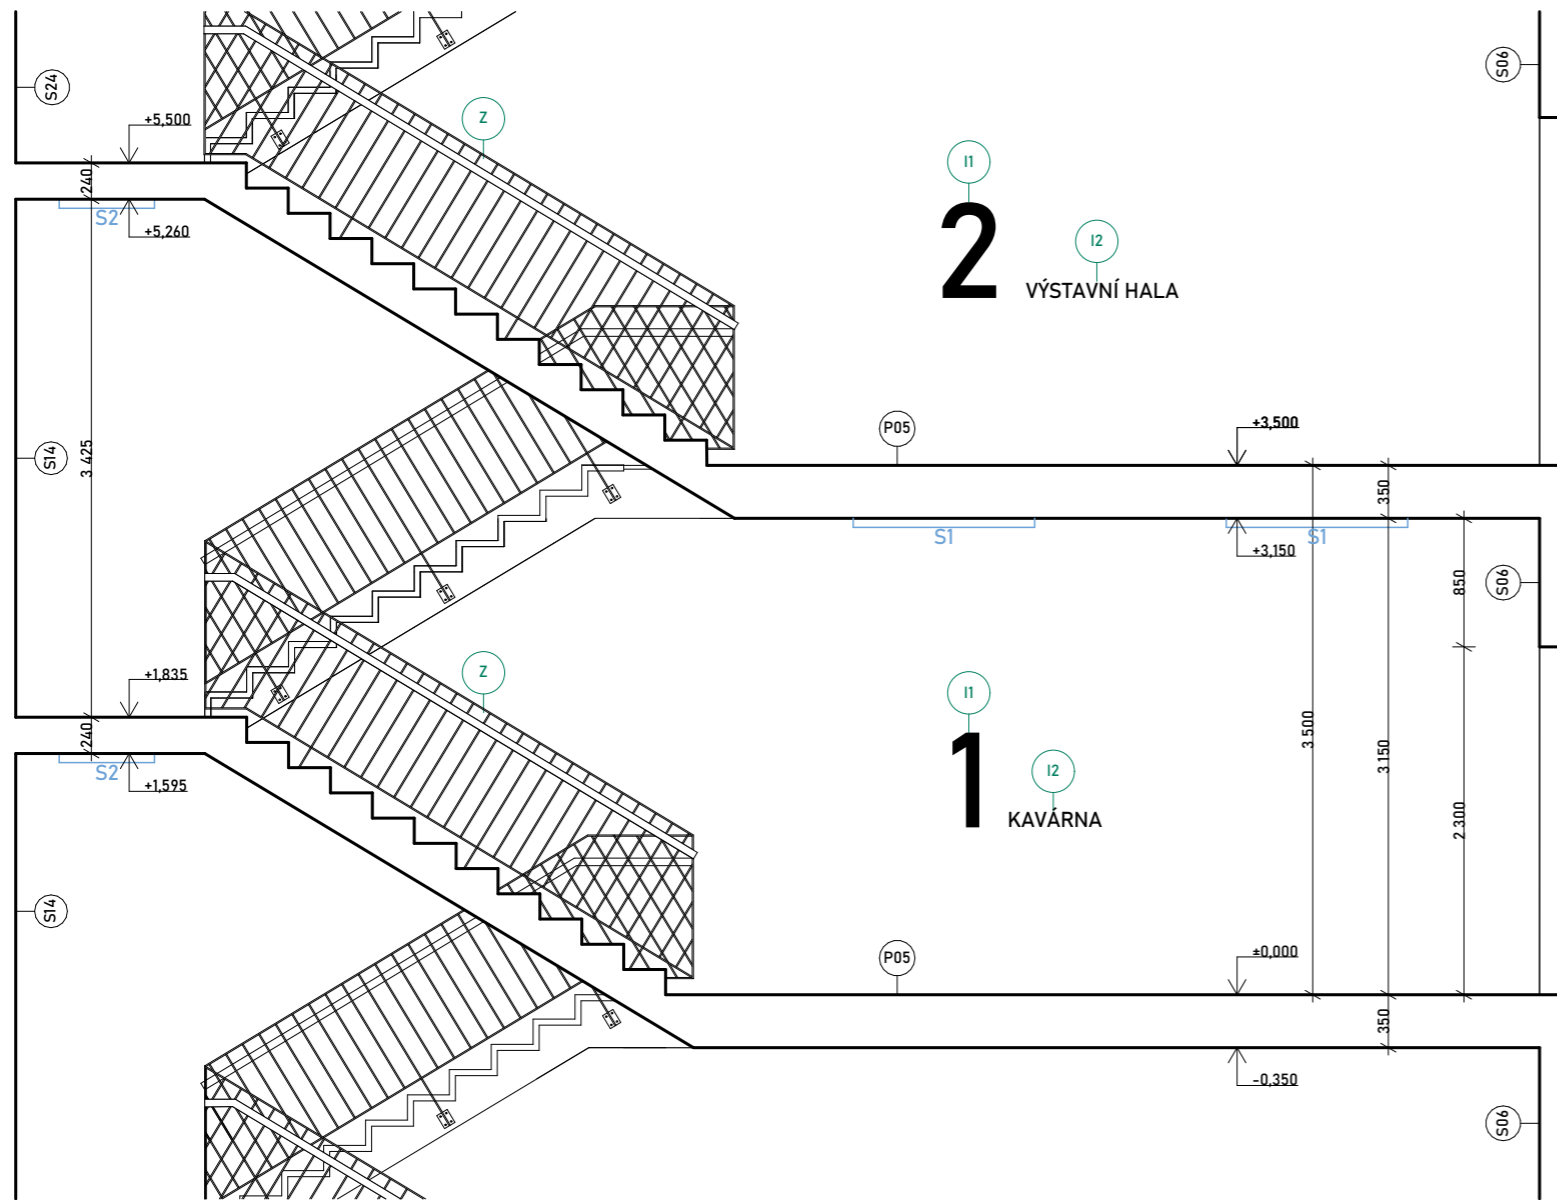 S24
S06
+5,500
Z
I1
2
I2
VÝSTAVNÍ HALA
240
S2
+5,260
S14
3 425
P05
+3,500
350
S1
S1
+3,150
850
S06
+1,835
Z
I1
1
I2
KAVÁRNA
3 500
3 150
2 300
240
S2
+1,595
S14
P05
±0,000
350
-0,350
S06